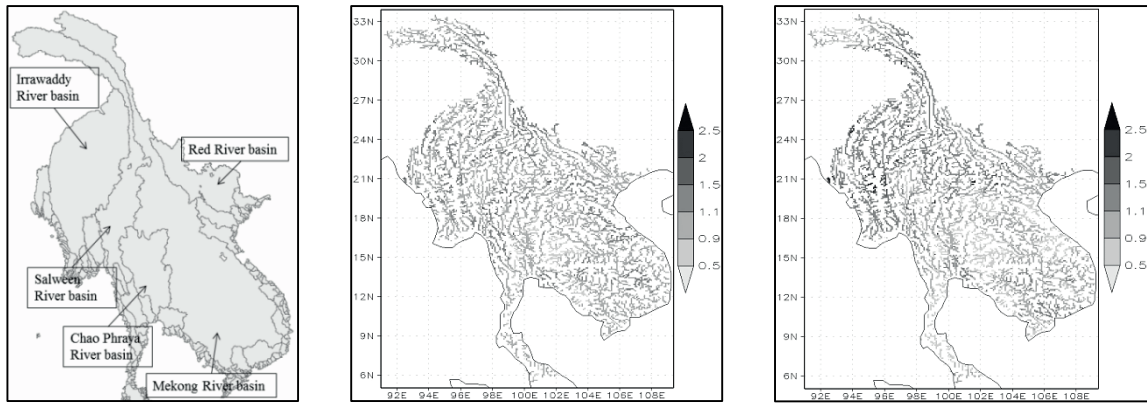 Irrawaddy
River basin
Red River basin
Salween
River basin
Chao Phraya
River basin
Mekong River basin
33N
30N
27N
24N
21N
18N
15N
12N
9N
6N
92E 94E 96E 98E 100E 102E 104E 106E 108E
2.5
2
1.5
1.1
0.9
0.5
33N
30N
27N
24N
21N
18N
15N
12N
9N
6N
92E 94E 96E 98E 100E 102E 104E 106E 108E
2.5
2
1.5
1.1
0.9
0.5